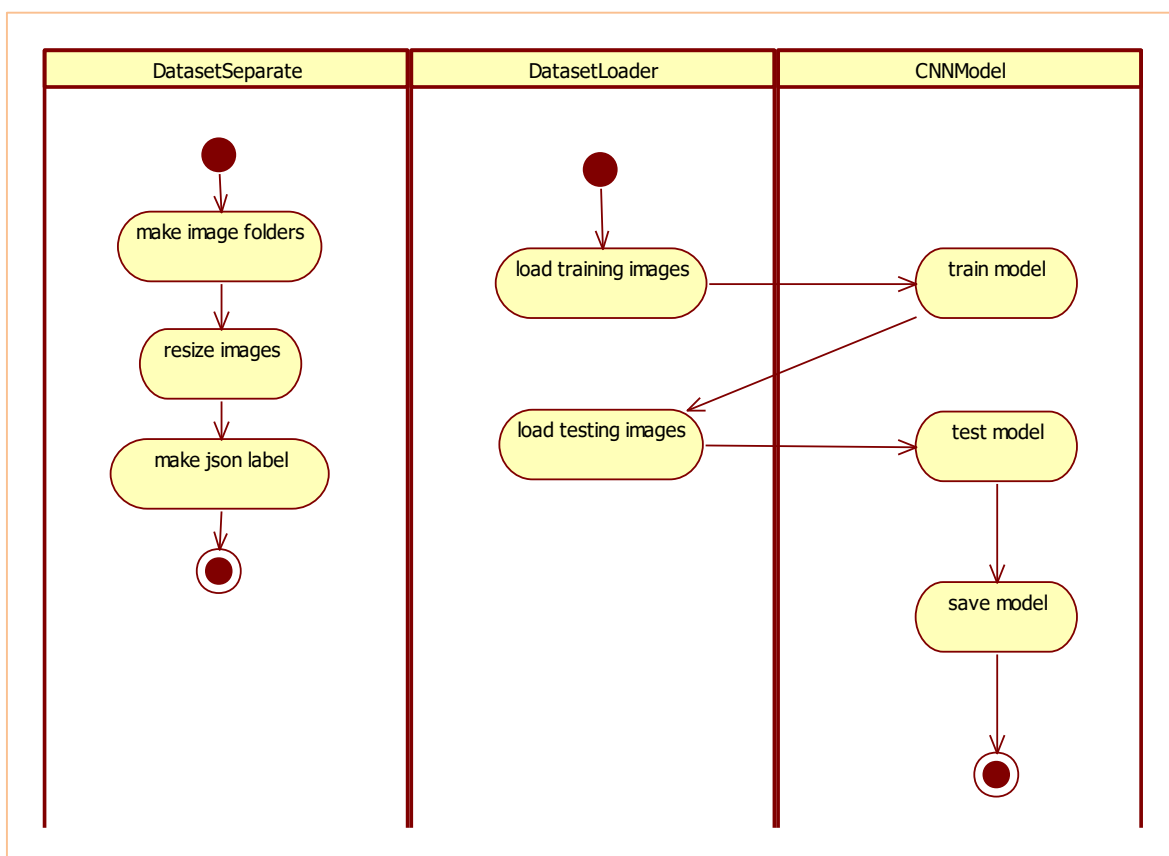 DatasetSeparate
DatasetLoader
CNNModel
make image folders
resize images
make json label
load training images
train model
load testing images
test model
save model